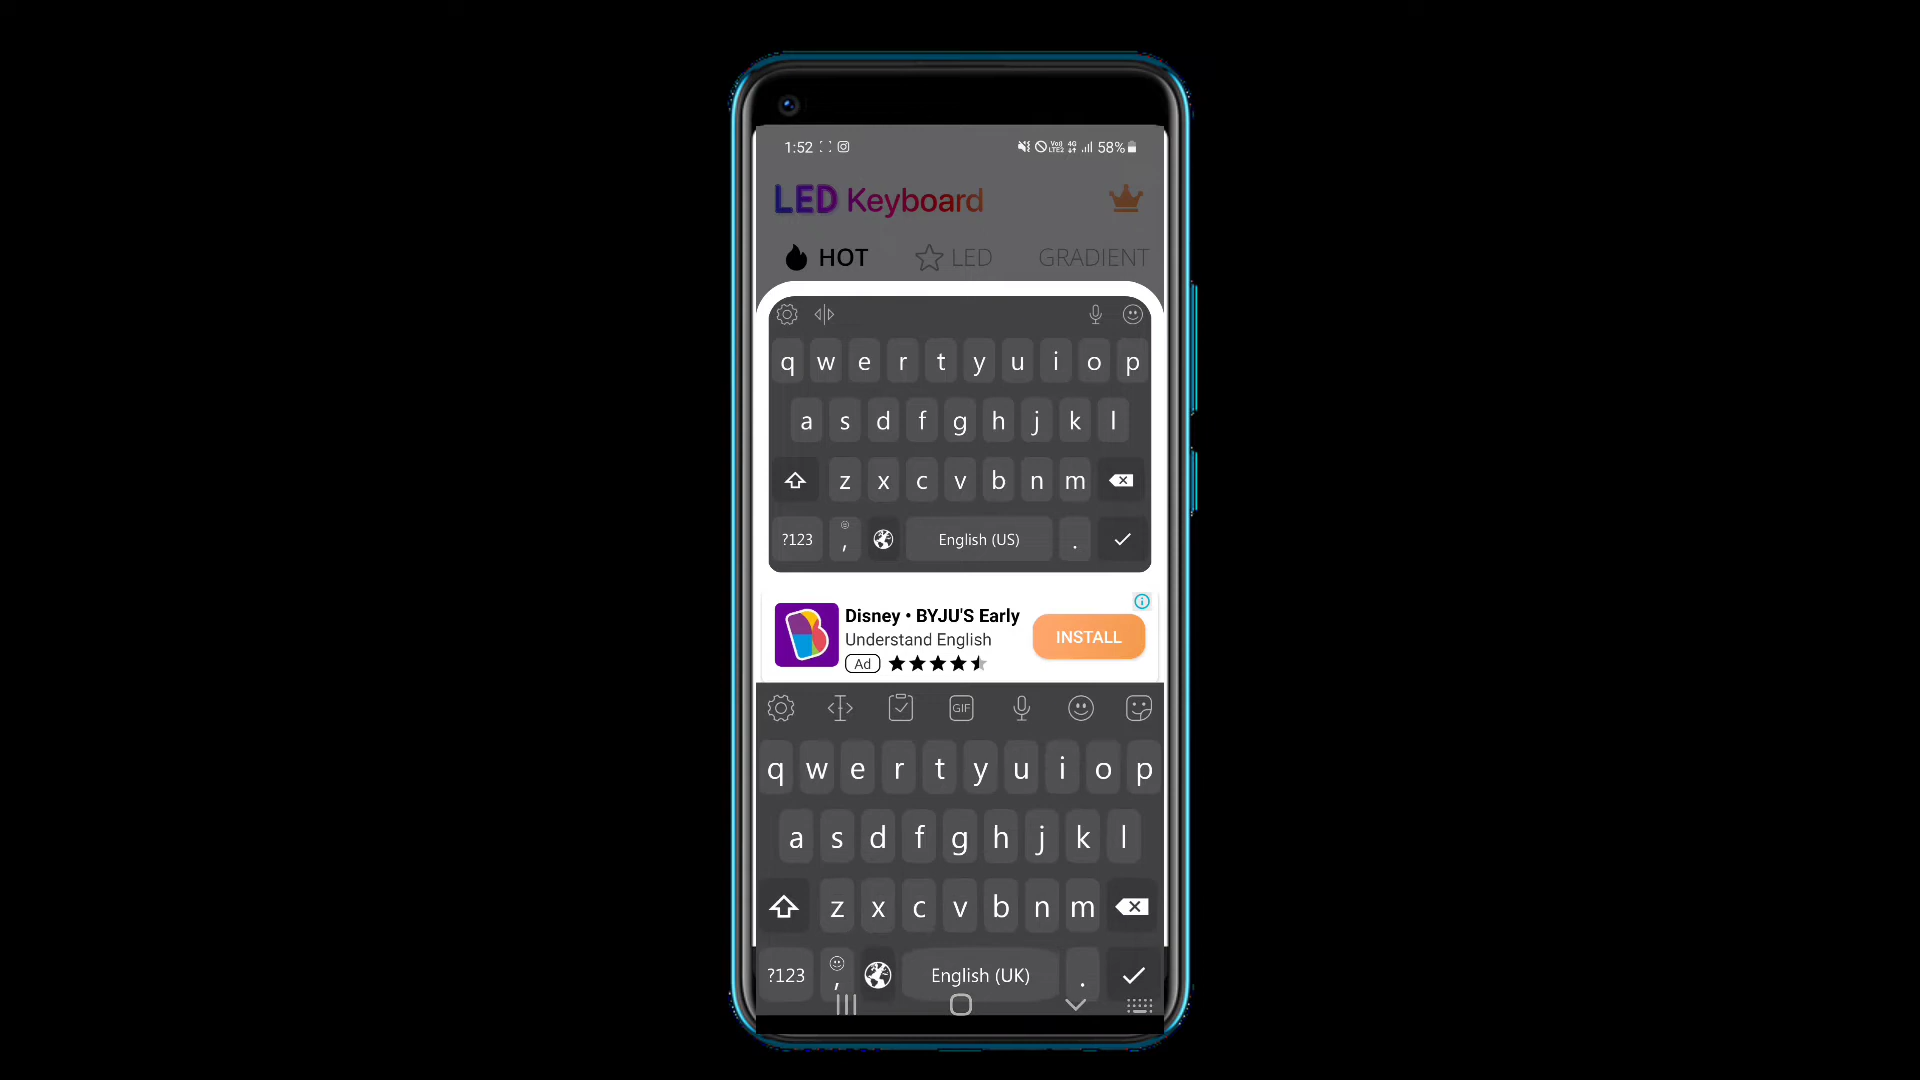 1:52 58%
LED Keyboard
HOT LED GRADIENT
q w e r t y u i o p
a s d f g h j k l
z x c v b n m
?123 , English (US) .
Disney • BYJU'S Early
Understand English
INSTALL
Ad
GIF
q w e r t y u i o p
a s d f g h j k l
z x c v b n m
?123 , English (UK) .